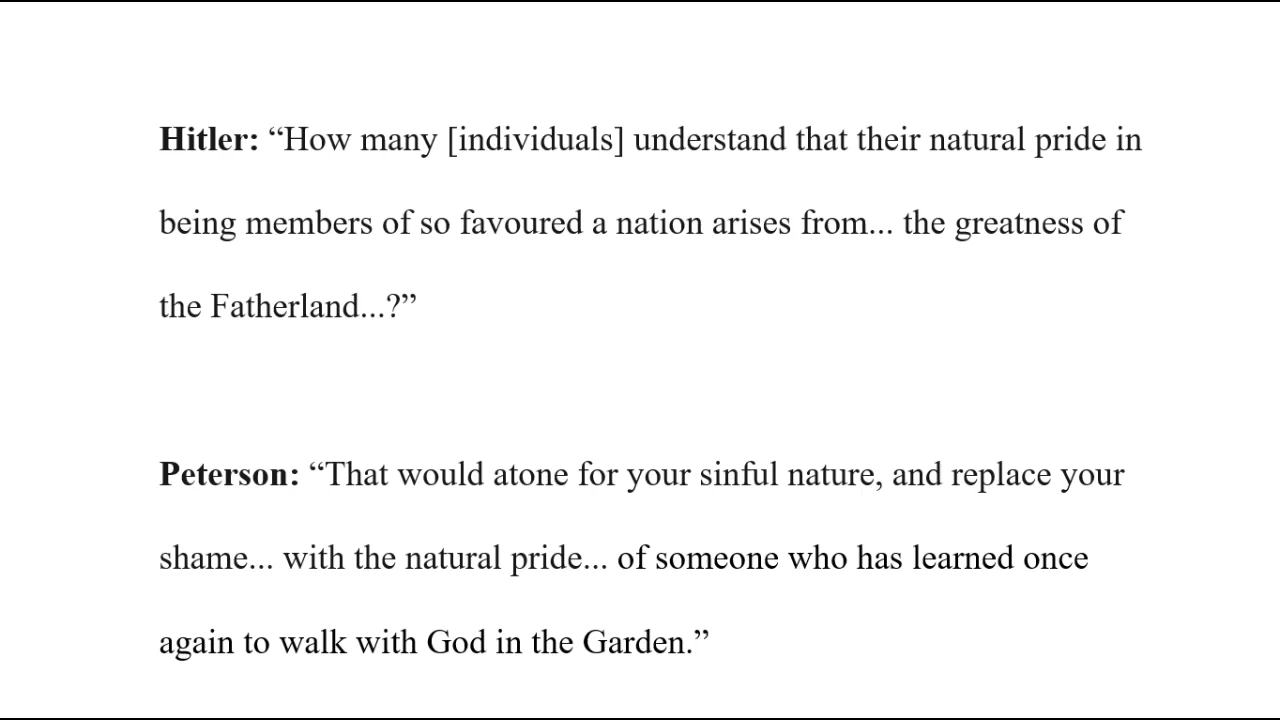 Hitler: “How many [individuals] understand that their natural pride in
being members of so favoured a nation arises from... the greatness of
the Fatherland...?”
Peterson: “That would atone for your sinful nature, and replace your
shame... with the natural pride... of someone who has learned once
again to walk with God in the Garden.”